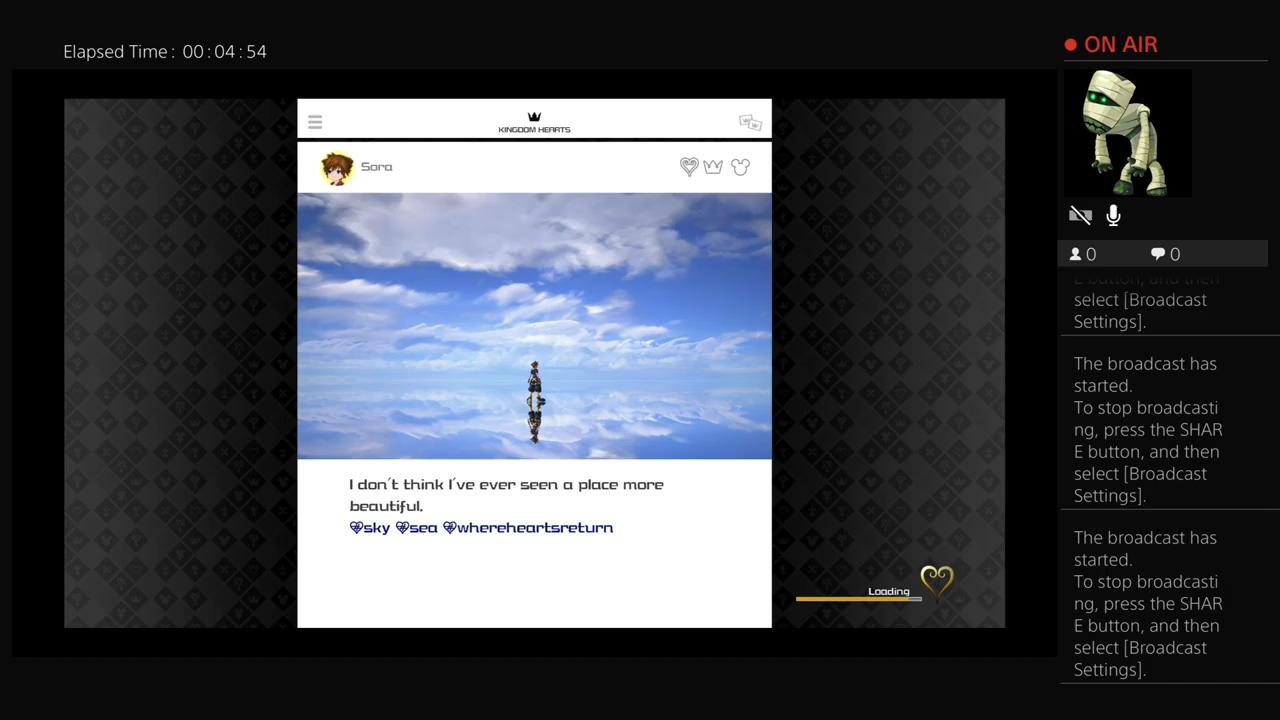 Elapsed Time : 00:04:54
ON AIR
KINGDOM HEARTS
Sora
I don't think I've ever seen a place more
beautiful.
sky sea whereheartsreturn
Loading
0 0
E button, and then
select [Broadcast
Settings].
The broadcast has
started.
To stop broadcasti
ng, press the SHAR
E button, and then
select [Broadcast
Settings].
The broadcast has
started.
To stop broadcasti
ng, press the SHAR
E button, and then
select [Broadcast
Settings].